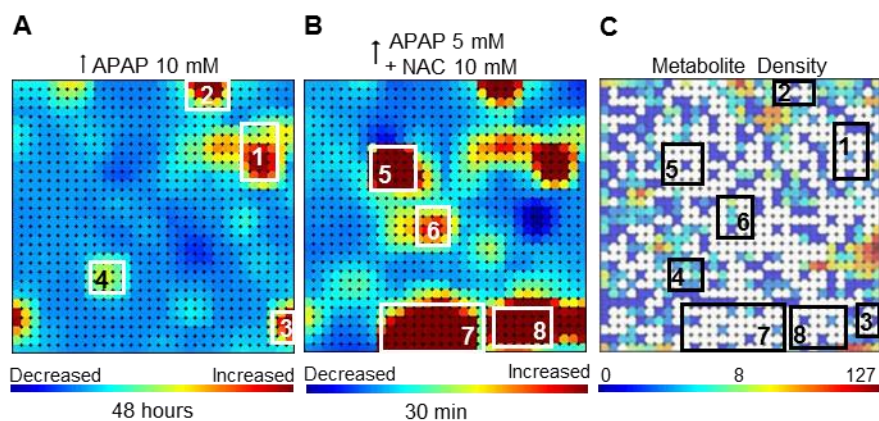 A
↑ APAP 10 mM
2
1
4
3
Decreased Increased
48 hours
B
↑ APAP 5 mM
+ NAC 10 mM
5
6
7
8
Decreased Increased
30 min
C
Metabolite Density
2
1
5
6
4
3
7
8
0 8 127